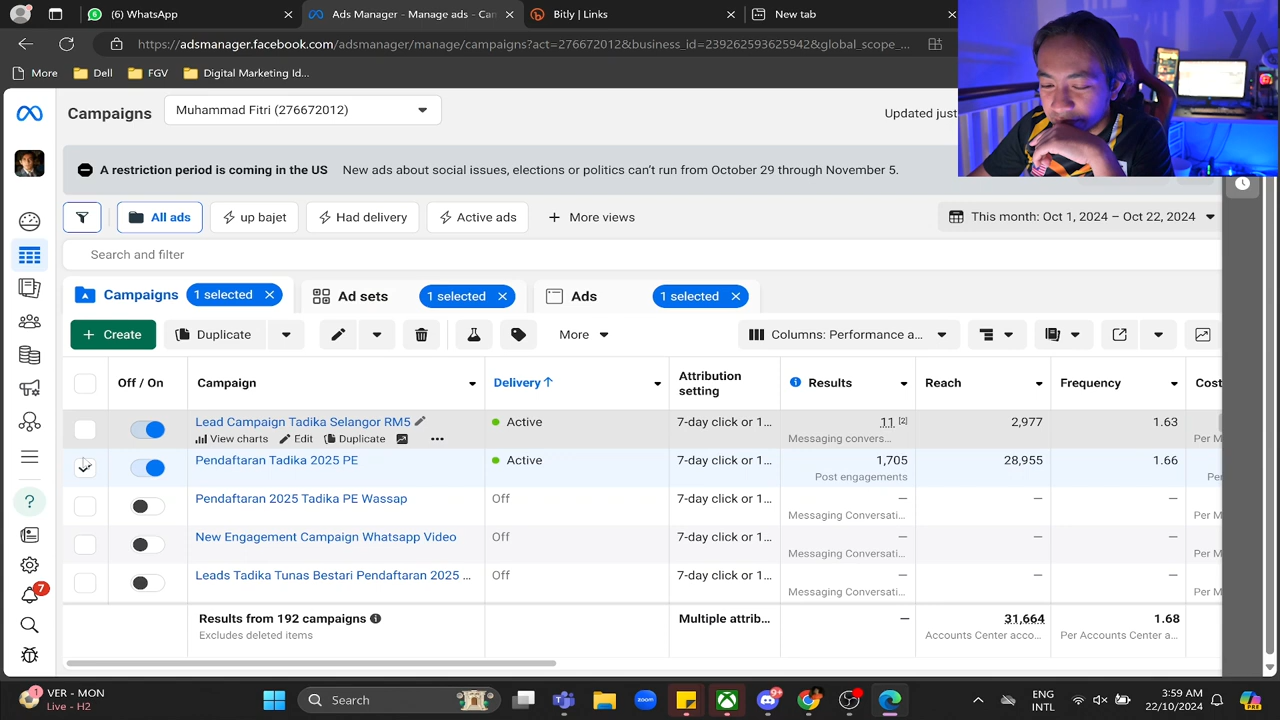 (6) WhatsApp
Ads Manager - Manage ads - Can
Bitly | Links
New tab
https://adsmanager.facebook.com/adsmanager/manage/campaigns?act=276672012&business_id=239262593625942&global_scope_...
More
Dell
FGV
Digital Marketing Id...
Campaigns
Muhammad Fitri (276672012)
Updated just
A restriction period is coming in the US New ads about social issues, elections or politics can't run from October 29 through November 5.
All ads
up bajet
Had delivery
Active ads
More views
This month: Oct 1, 2024 – Oct 22, 2024
Search and filter
Campaigns
1 selected
Ad sets
1 selected
Ads
1 selected
Create
Duplicate
More
Columns: Performance a...
Off / On
Campaign
Delivery ↑
Attribution setting
Results
Reach
Frequency
Cost
Lead Campaign Tadika Selangor RM5
Active
7-day click or 1...
11 [2]
2,977
1.63
View charts
Edit
Duplicate
Messaging convers...
Per M
Pendaftaran Tadika 2025 PE
Active
7-day click or 1...
1,705
28,955
1.66
Post engagements
Per
Pendaftaran 2025 Tadika PE Wassap
Off
7-day click or 1...
—
—
—
Messaging Conversati...
Per M
New Engagement Campaign Whatsapp Video
Off
7-day click or 1...
—
—
—
Messaging Conversati...
Per M
Leads Tadika Tunas Bestari Pendaftaran 2025 ...
Off
7-day click or 1...
—
—
—
Messaging Conversati...
Per M
Results from 192 campaigns
Multiple attrib...
—
31,664
1.68
Excludes deleted items
Accounts Center acco...
Per Accounts Center a...
7
1
VER - MON
Live - H2
Search
9+
ENG
INTL
3:59 AM
22/10/2024
PRE